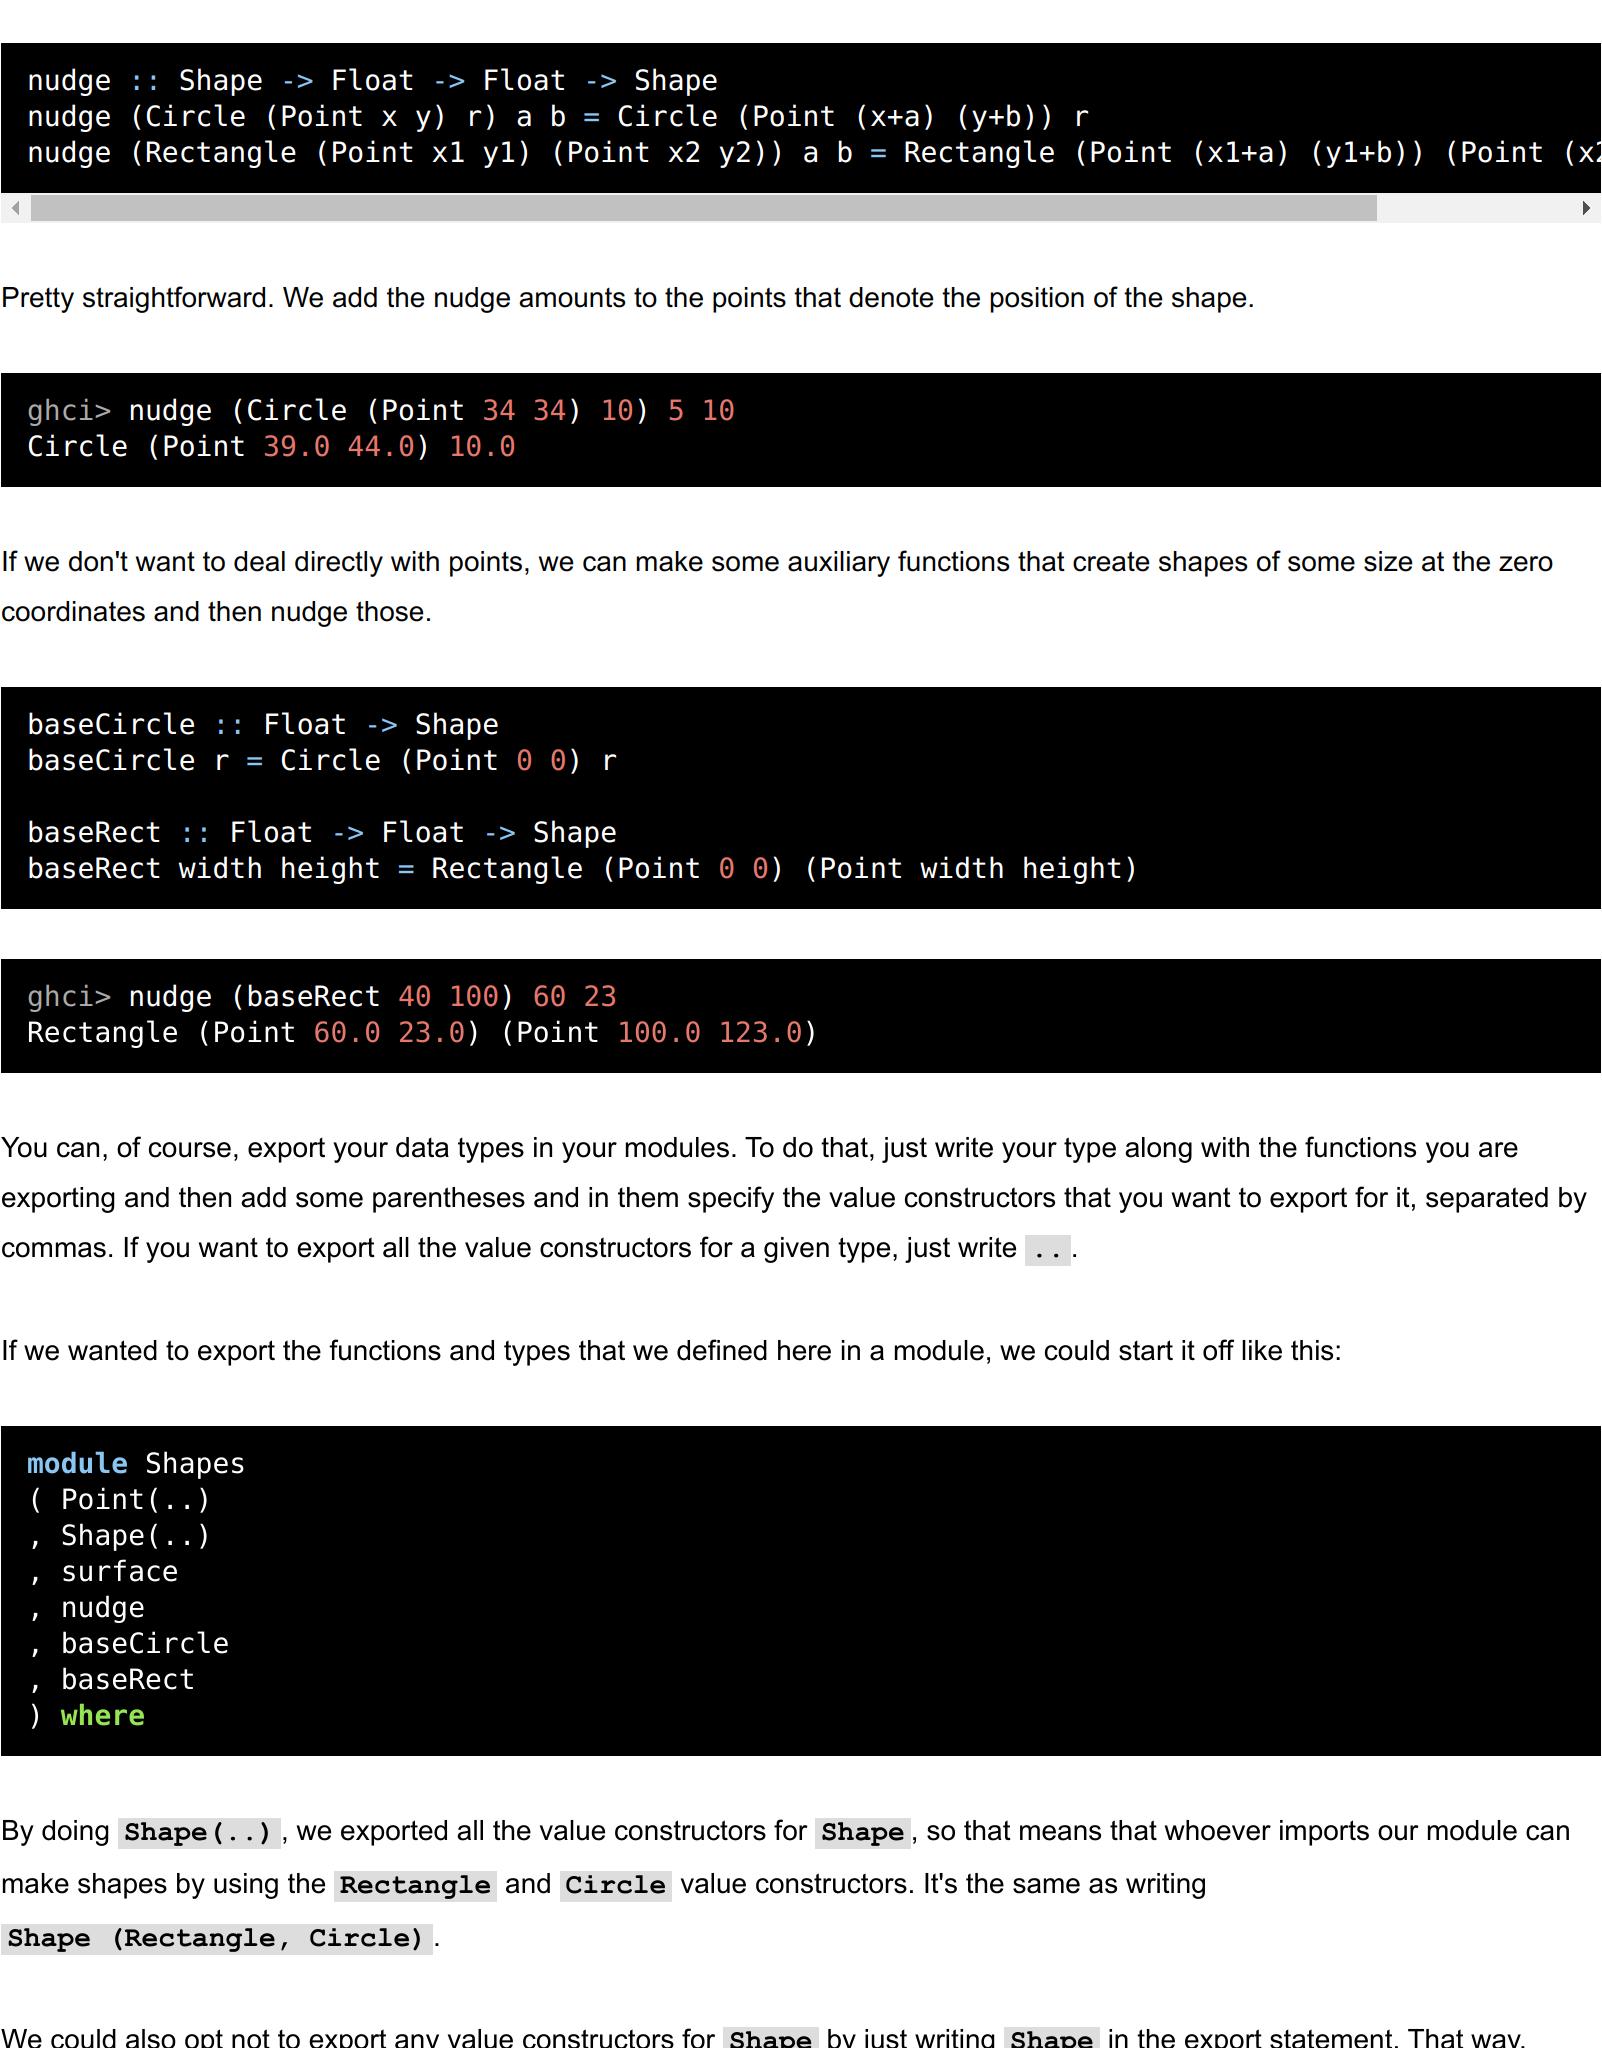 nudge :: Shape -> Float -> Float -> Shape
nudge (Circle (Point x y) r) a b = Circle (Point (x+a) (y+b)) r
nudge (Rectangle (Point x1 y1) (Point x2 y2)) a b = Rectangle (Point (x1+a) (y1+b)) (Point (x2
Pretty straightforward. We add the nudge amounts to the points that denote the position of the shape.
ghci> nudge (Circle (Point 34 34) 10) 5 10
Circle (Point 39.0 44.0) 10.0
If we don't want to deal directly with points, we can make some auxiliary functions that create shapes of some size at the zero
coordinates and then nudge those.
baseCircle :: Float -> Shape
baseCircle r = Circle (Point 0 0) r
baseRect :: Float -> Float -> Shape
baseRect width height = Rectangle (Point 0 0) (Point width height)
ghci> nudge (baseRect 40 100) 60 23
Rectangle (Point 60.0 23.0) (Point 100.0 123.0)
You can, of course, export your data types in your modules. To do that, just write your type along with the functions you are
exporting and then add some parentheses and in them specify the value constructors that you want to export for it, separated by
commas. If you want to export all the value constructors for a given type, just write ...
If we wanted to export the functions and types that we defined here in a module, we could start it off like this:
module Shapes
( Point(..)
, Shape(..)
, surface
, nudge
, baseCircle
, baseRect
) where
By doing Shape(..), we exported all the value constructors for Shape, so that means that whoever imports our module can
make shapes by using the Rectangle and Circle value constructors. It's the same as writing
Shape (Rectangle, Circle).
We could also opt not to export any value constructors for Shape by just writing Shape in the export statement. That way,